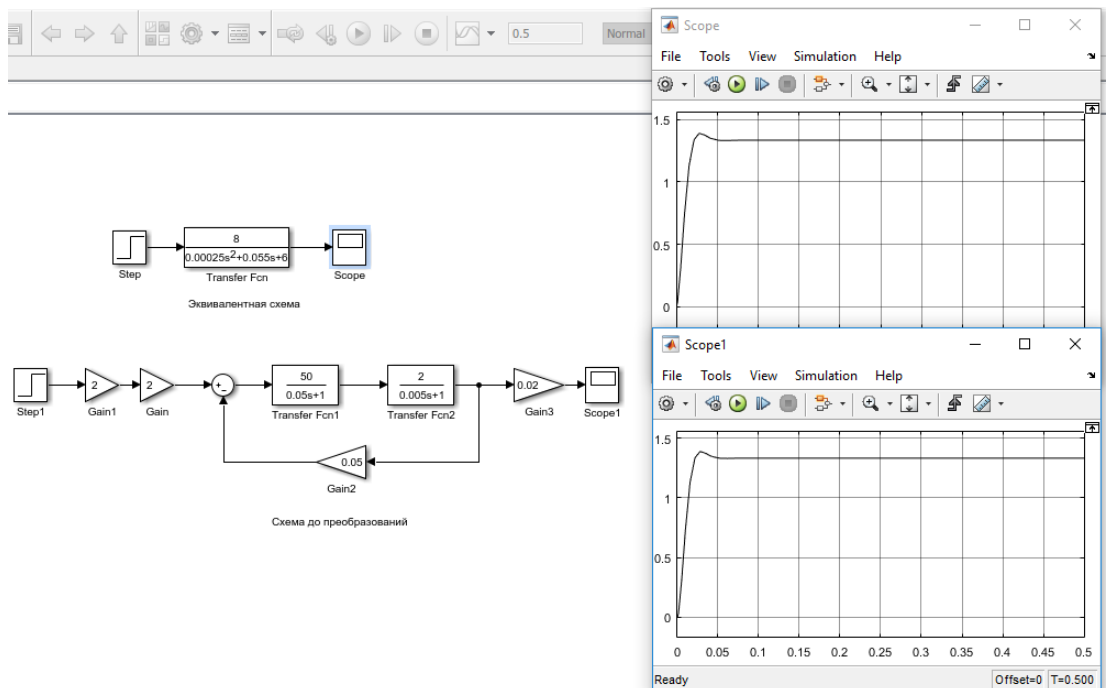 0.5 Normal
Scope
File Tools View Simulation Help
1.5
1
0.5
0
8
0.00025s2+0.055s+6
Step
Transfer Fcn
Scope
Эквивалентная схема
2
2
+
-
50
0.05s+1
2
0.005s+1
0.02
Step1
Gain1
Gain
Transfer Fcn1
Transfer Fcn2
Gain3
Scope1
0.05
Gain2
Схема до преобразований
Scope1
File Tools View Simulation Help
1.5
1
0.5
0
0 0.05 0.1 0.15 0.2 0.25 0.3 0.35 0.4 0.45 0.5
Ready Offset=0 T=0.500